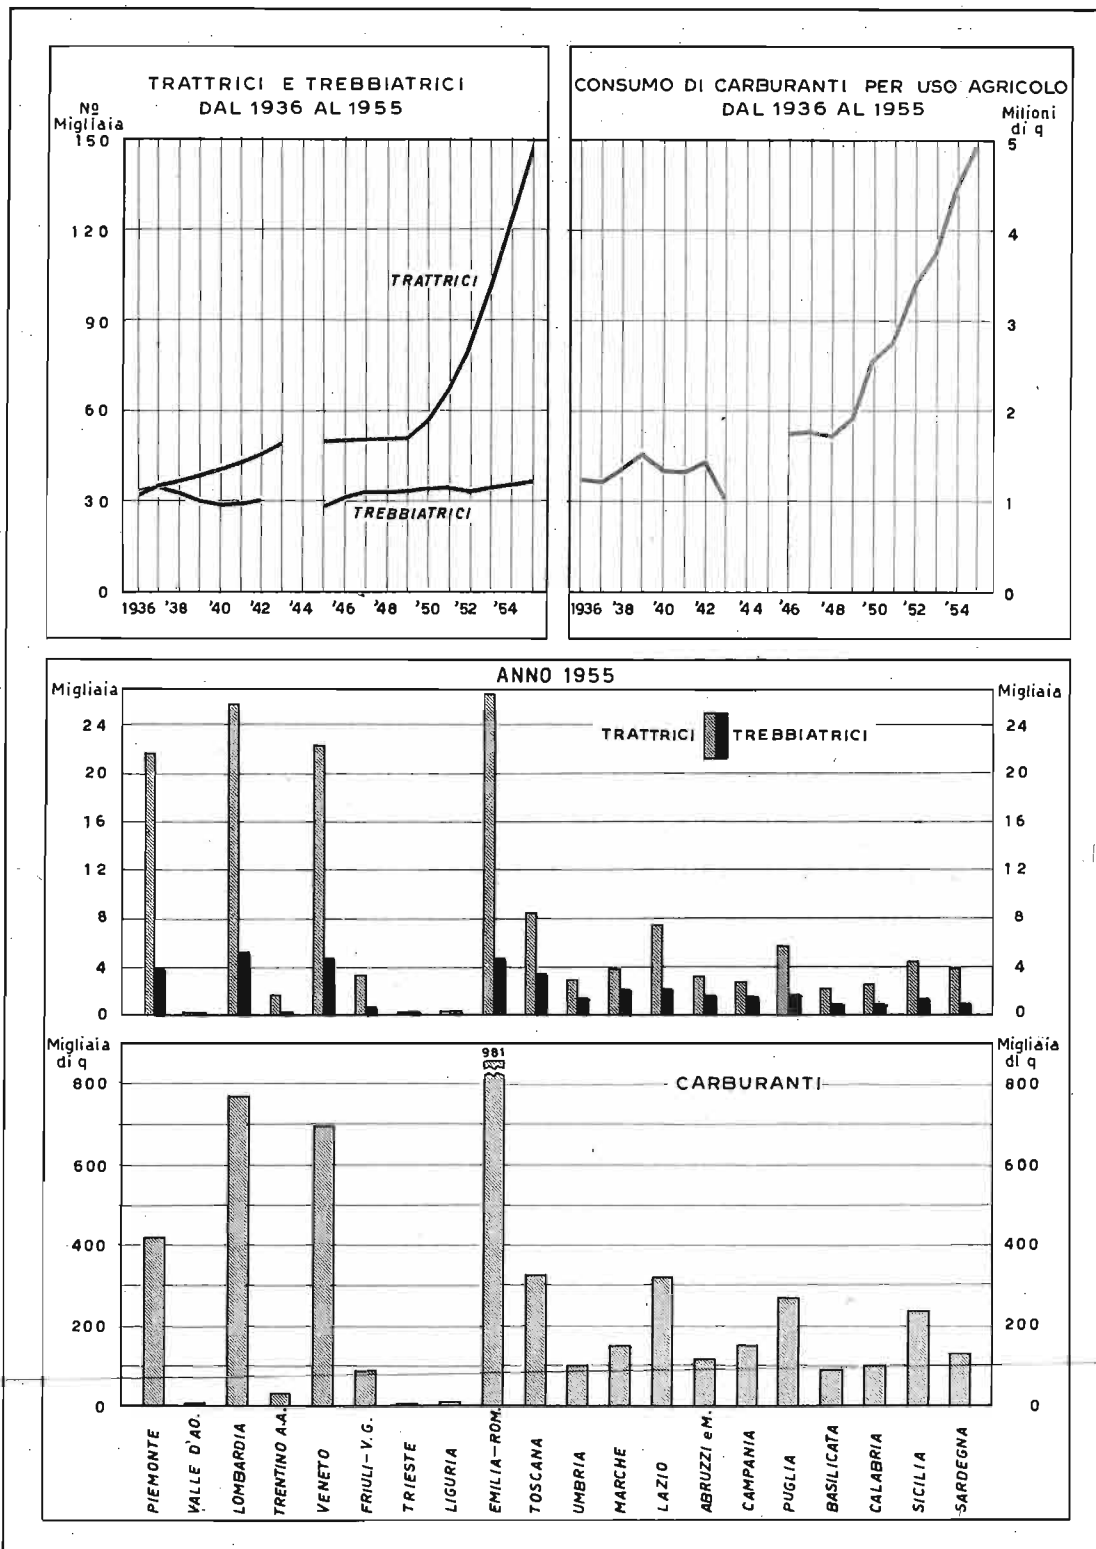 TRATTRICI E TREBBIATRICI
DAL 1936 AL 1955
Nº
Migliaia
150
120
90
60
30
0
TRATTRICI
TREBBIATRICI
1936 '38 '40 '42 '44 '46 '48 '50 '52 '54
CONSUMO DI CARBURANTI PER USO AGRICOLO
DAL 1936 AL 1955
Milioni
di q
5
4
3
2
1
0
1936 '38 '40 '42 '44 '46 '48 '50 '52 '54
ANNO 1955
Migliaia
24
20
16
12
8
4
0
TRATTRICI TREBBIATRICI
Migliaia
24
20
16
12
8
4
0
Migliaia
di q
800
600
400
200
0
981
CARBURANTI
Migliaia
di q
800
600
400
200
0
PIEMONTE
VALLE D'AO.
LOMBARDIA
TRENTINO A.A.
VENETO
FRIULI-V.G.
TRIESTE
LIGURIA
EMILIA-ROM.
TOSCANA
UMBRIA
MARCHE
LAZIO
ABRUZZI e M.
CAMPANIA
PUGLIA
BASILICATA
CALABRIA
SICILIA
SARDEGNA